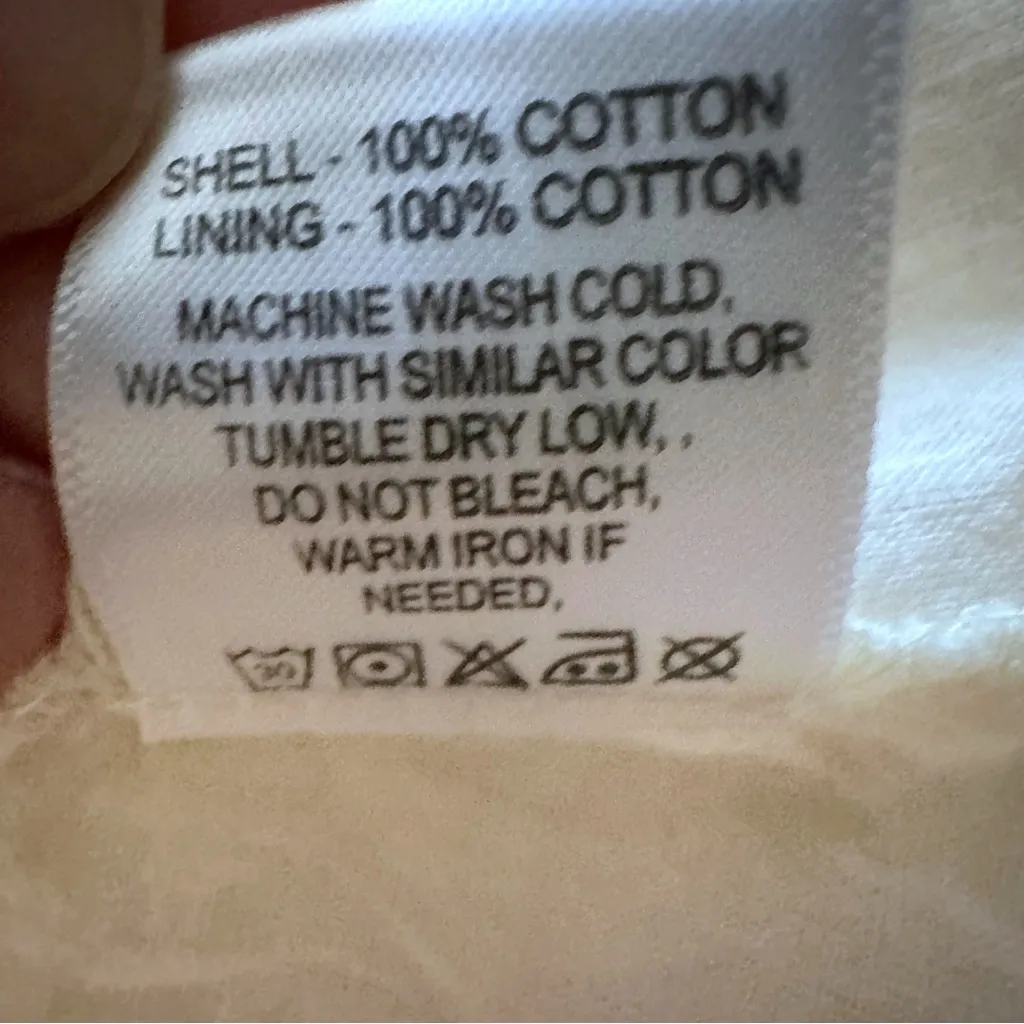 SHELL - 100% COTTON
LINING - 100% COTTON
MACHINE WASH COLD.
WASH WITH SIMILAR COLOR
TUMBLE DRY LOW, .
DO NOT BLEACH,
WARM IRON IF
NEEDED,
30